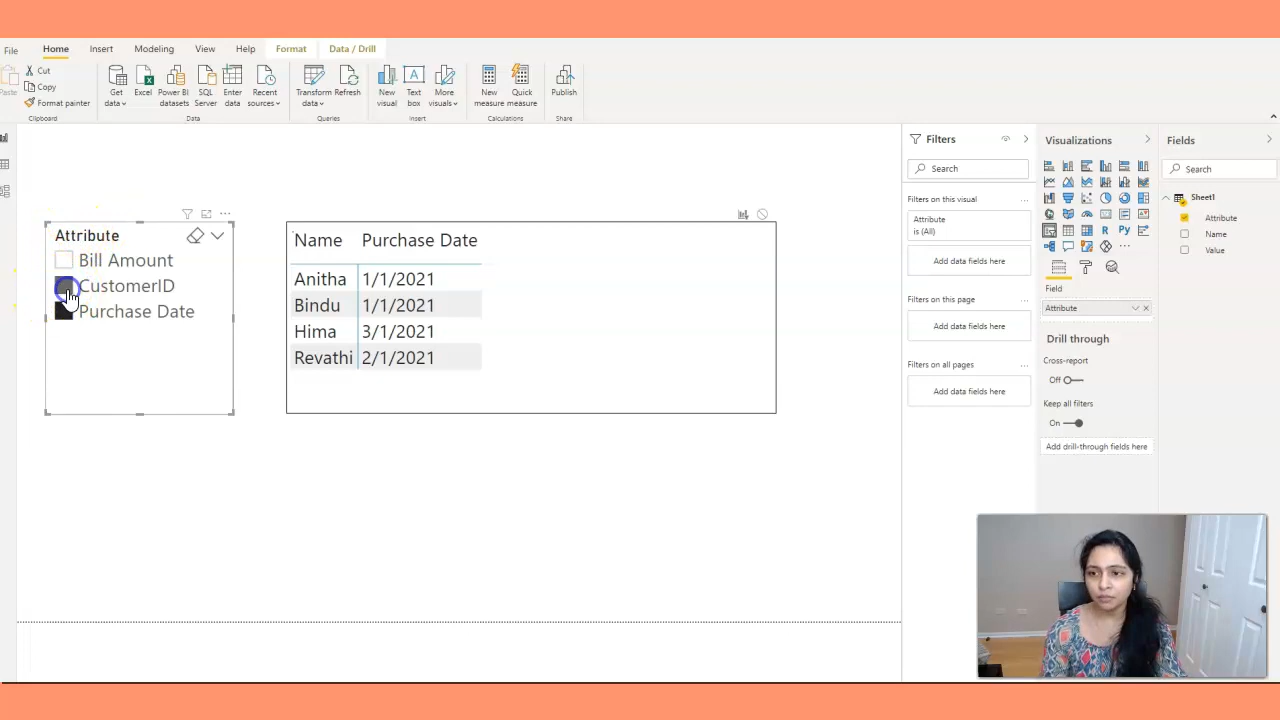 File Home Insert Modeling View Help Format Data / Drill
Cut
Copy
Format painter
Paste
Clipboard
Get data
Excel
Power BI datasets
SQL Server
Enter data
Recent sources
Data
Transform data
Refresh
Queries
New visual
Text box
More visuals
Insert
New measure
Quick measure
Calculations
Publish
Share
Attribute
Bill Amount
CustomerID
Purchase Date
Name Purchase Date
Anitha 1/1/2021
Bindu 1/1/2021
Hima 3/1/2021
Revathi 2/1/2021
Filters
Search
Filters on this visual
Attribute
is (All)
Add data fields here
Filters on this page
Add data fields here
Filters on all pages
Add data fields here
Visualizations
R Py
Field
Attribute
Drill through
Cross-report
Off
Keep all filters
On
Add drill-through fields here
Fields
Search
Sheet1
Attribute
Name
Value